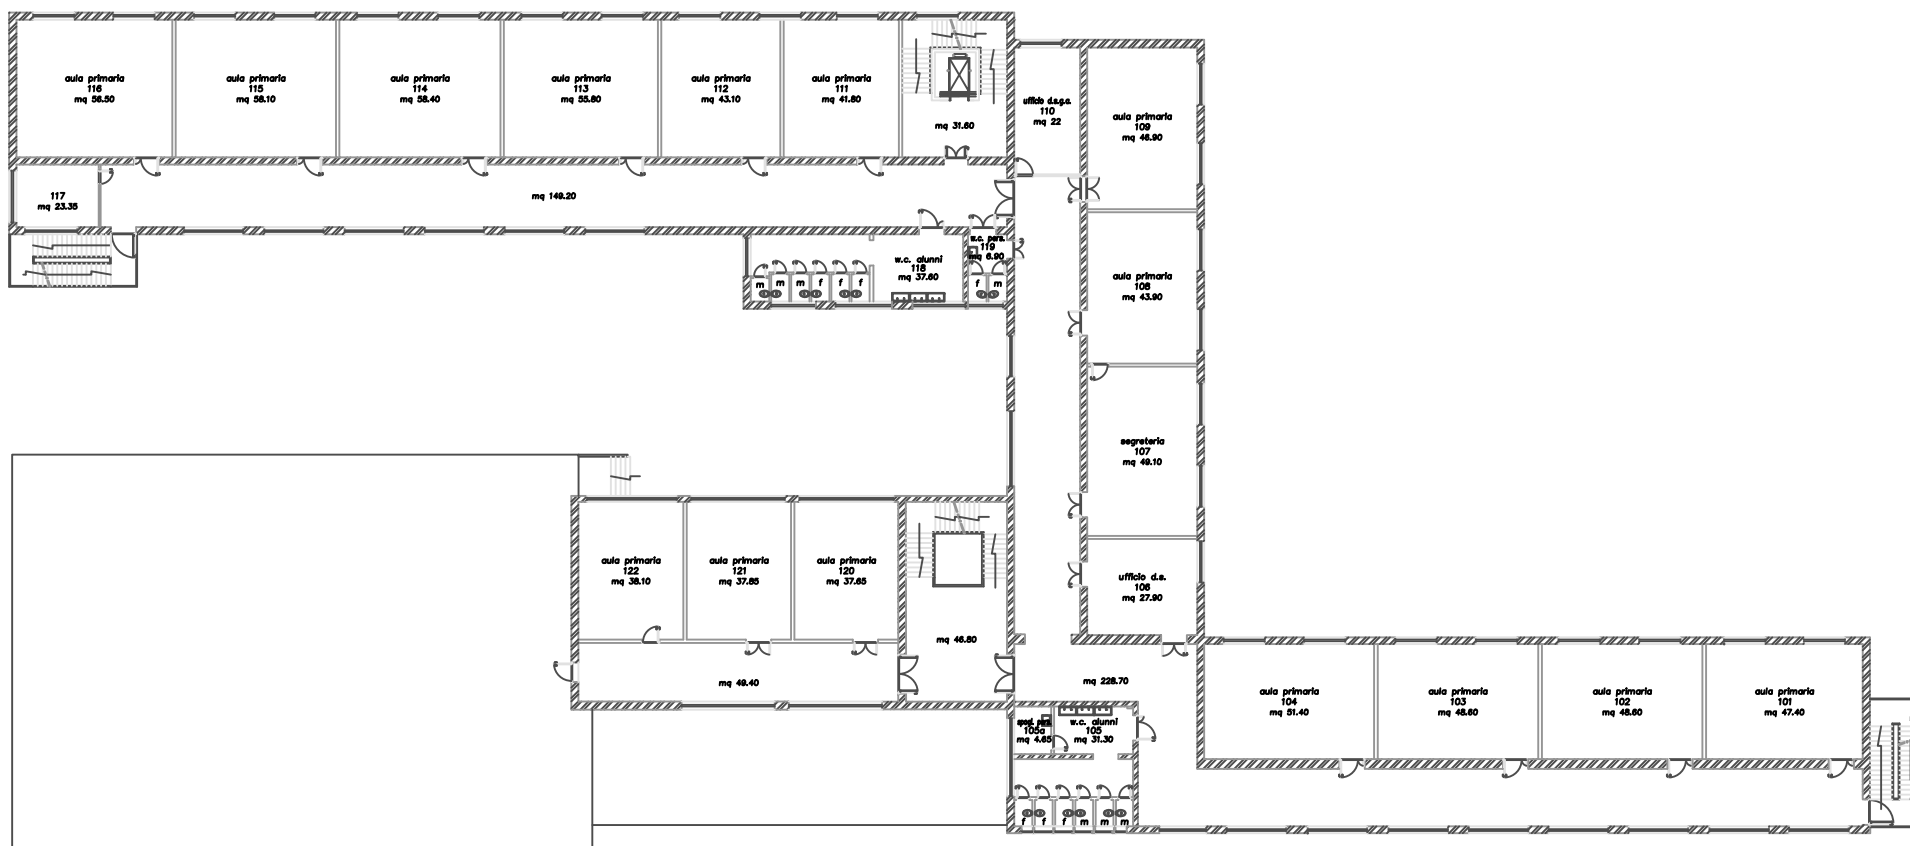 aula primaria
116
mq 56.50
aula primaria
115
mq 58.10
aula primaria
114
mq 58.40
aula primaria
113
mq 55.80
aula primaria
112
mq 43.10
aula primaria
111
mq 41.80
mq 31.60
ufficio d.s.g.a.
110
mq 22
aula primaria
109
mq 46.90
117
mq 23.35
mq 149.20
w.c. pers.
119
mq 6.90
w.c. alunni
118
mq 37.60
m
m
m
f
f
f
f
m
aula primaria
108
mq 43.90
segreteria
107
mq 49.10
aula primaria
122
mq 38.10
aula primaria
121
mq 37.85
aula primaria
120
mq 37.65
ufficio d.s.
106
mq 27.90
mq 46.80
mq 49.40
mq 228.70
aula primaria
104
mq 51.40
aula primaria
103
mq 48.60
aula primaria
102
mq 48.60
aula primaria
101
mq 47.40
spogl. pers.
105a
mq 4.65
w.c. alunni
105
mq 31.30
f
f
f
m
m
m